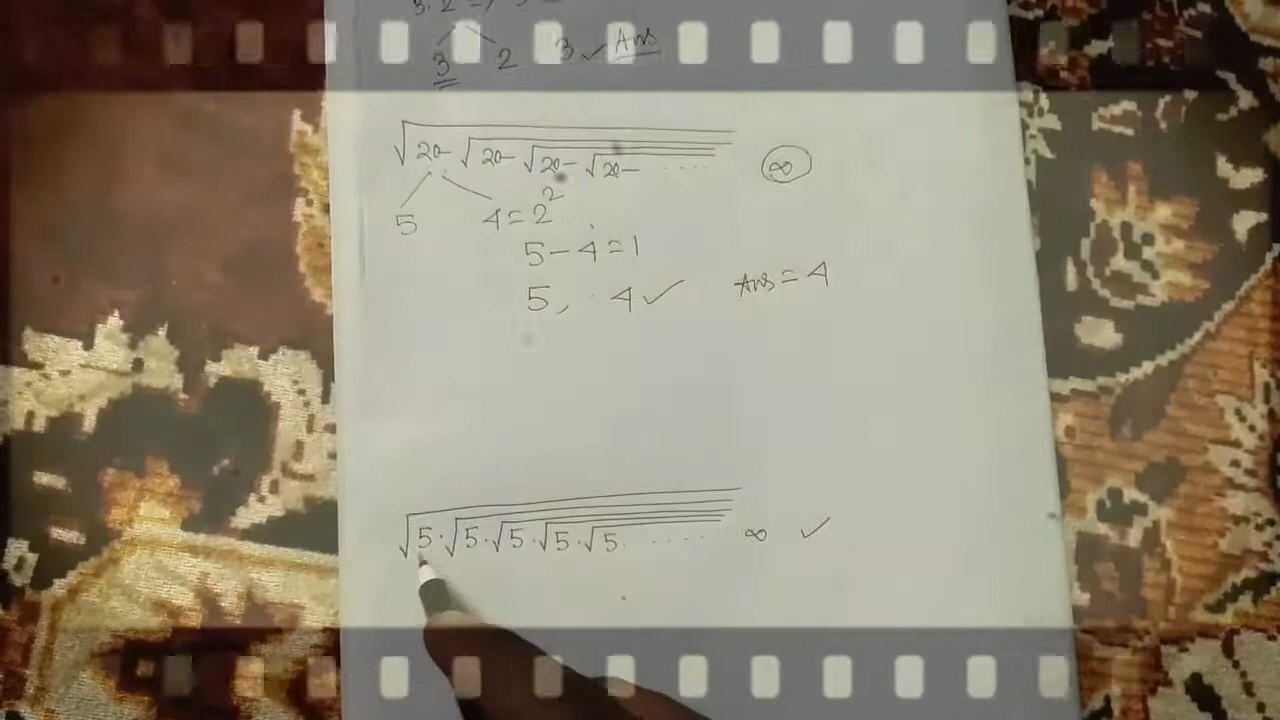 3 2 3 ✓ Ans
√20- √20- √20- √20- ..... ∞
5 4=2²
5-4=1
5, 4 ✓ Ans = 4
√5.√5.√5.√5.√5. ..... ∞ ✓